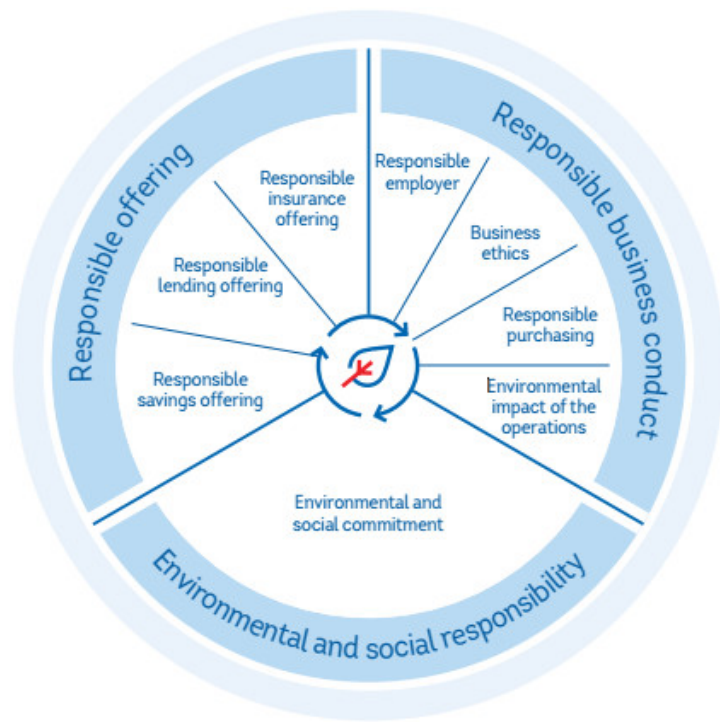 Responsible offering
Responsible
insurance
offering
Responsible
lending offering
Responsible
savings offering
Responsible business conduct
Responsible
employer
Business
ethics
Responsible
purchasing
Environmental
impact of the
operations
Environmental and
social commitment
Environmental and social responsibility